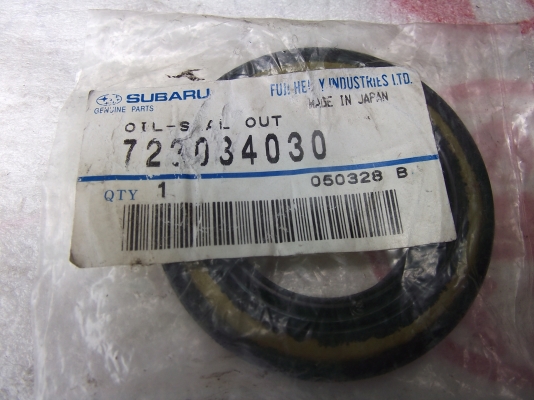 SUBARU
GENUINE PARTS
FUJI HEAVY INDUSTRIES LTD.
MADE IN JAPAN
OIL-SEAL OUT
723034030
050328 B
QTY 1